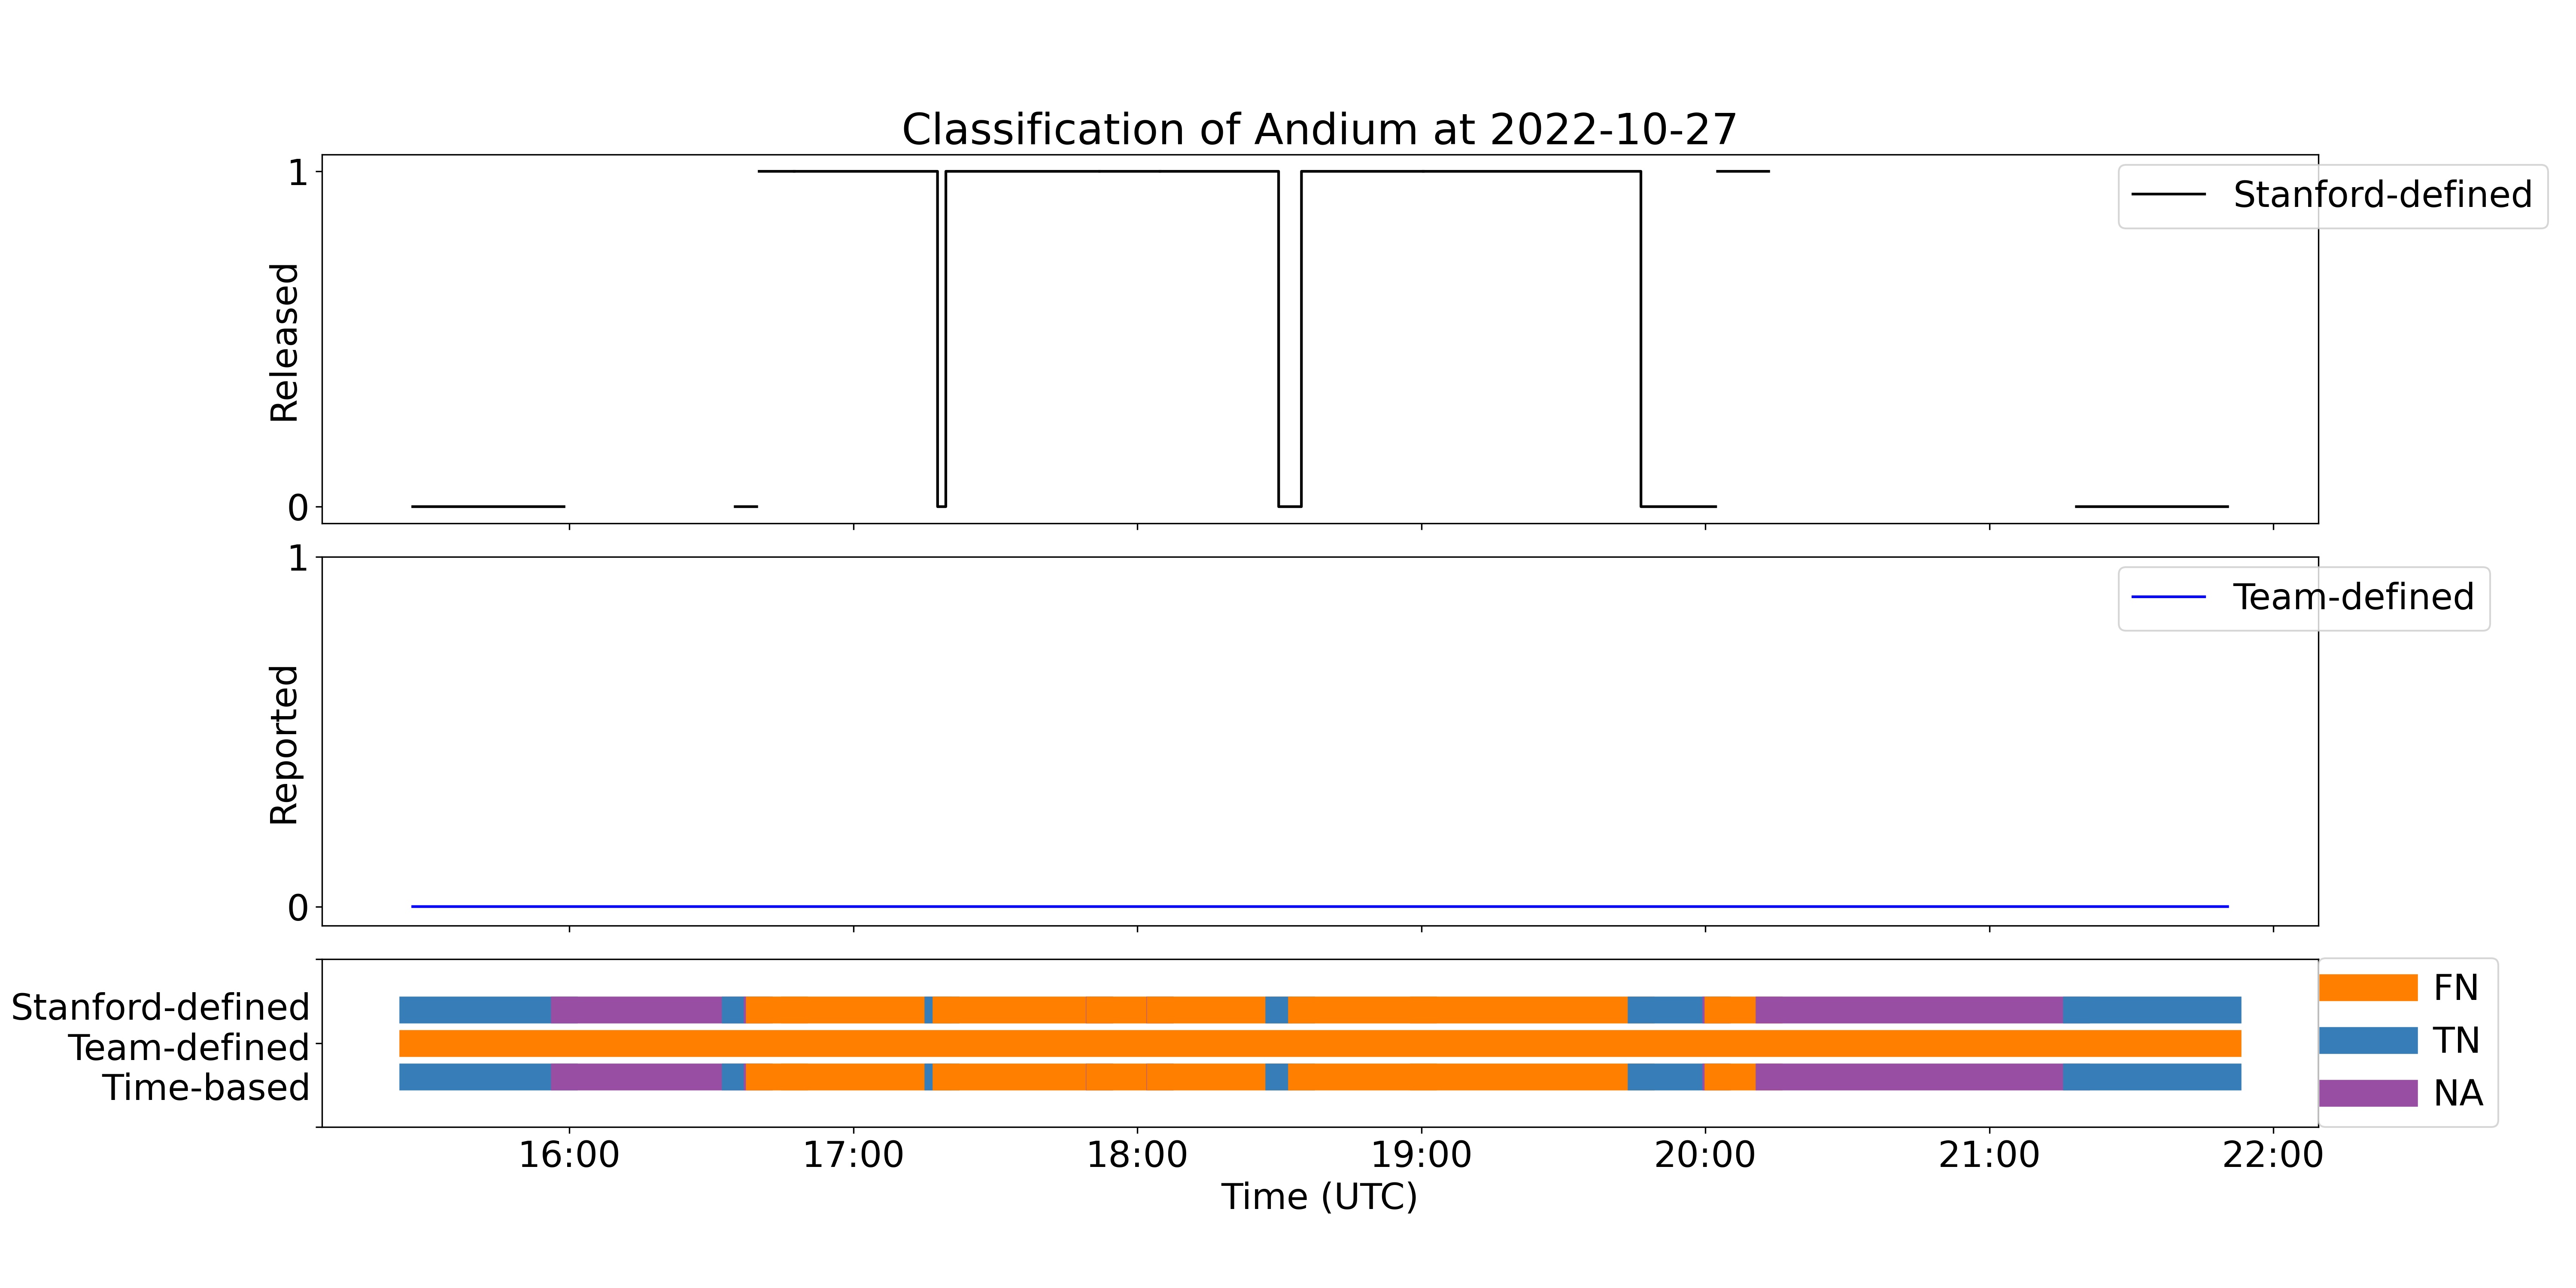 Classification of Andium at 2022-10-27
1
0
Released
Stanford-defined
1
0
Reported
Team-defined
Stanford-defined
Team-defined
Time-based
FN
TN
NA
16:00 17:00 18:00 19:00 20:00 21:00 22:00
Time (UTC)